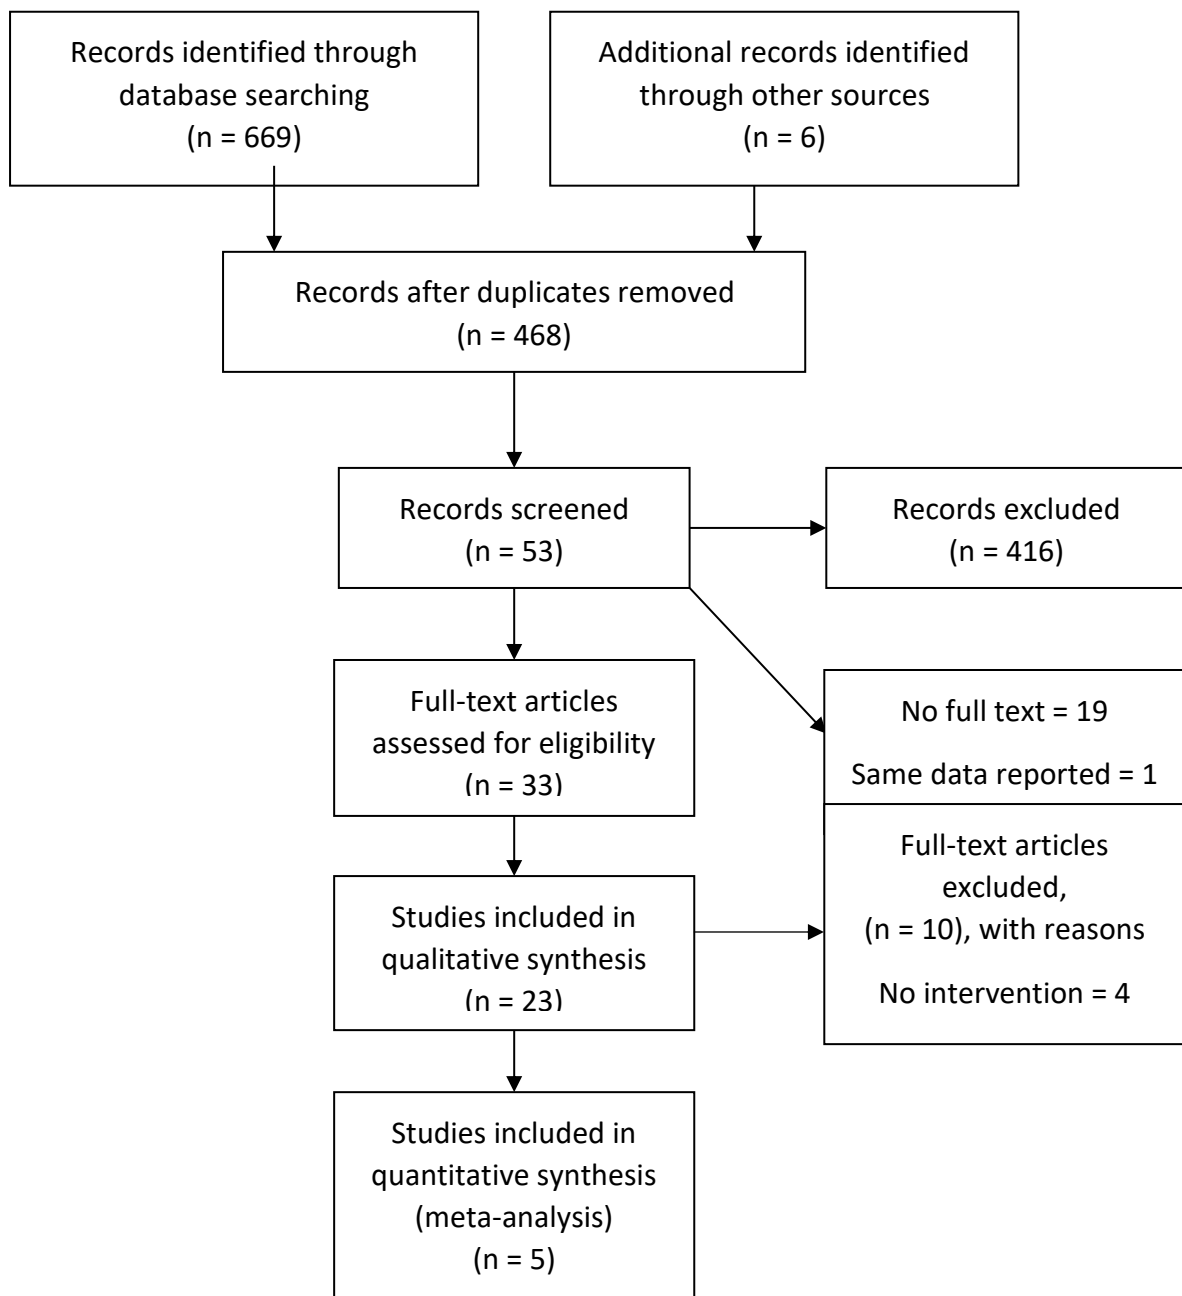 Records identified through
database searching
(n = 669)
Additional records identified
through other sources
(n = 6)
Records after duplicates removed
(n = 468)
Records screened
(n = 53)
Records excluded
(n = 416)
Full-text articles
assessed for eligibility
(n = 33)
No full text = 19
Same data reported = 1
Full-text articles
excluded,
(n = 10), with reasons
No intervention = 4
Studies included in
qualitative synthesis
(n = 23)
Studies included in
quantitative synthesis
(meta-analysis)
(n = 5)